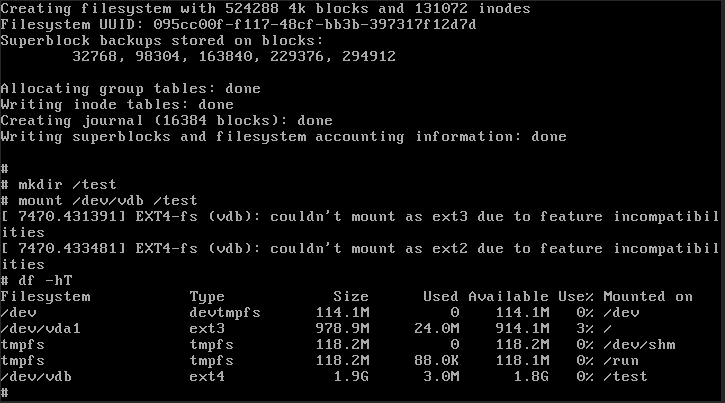 Creating filesystem with 524288 4k blocks and 131072 inodes
Filesystem UUID: 095cc00f-f117-48cf-bb3b-397317f12d7d
Superblock backups stored on blocks:
        32768, 98304, 163840, 229376, 294912
Allocating group tables: done
Writing inode tables: done
Creating journal (16384 blocks): done
Writing superblocks and filesystem accounting information: done
#
# mkdir /test
# mount /dev/vdb /test
[ 7470.431391] EXT4-fs (vdb): couldn't mount as ext3 due to feature incompatibil
ities
[ 7470.433481] EXT4-fs (vdb): couldn't mount as ext2 due to feature incompatibil
ities
# df -hT
Filesystem           Type            Size      Used Available Use% Mounted on
/dev                 devtmpfs      114.1M         0    114.1M   0% /dev
/dev/vda1            ext3          978.9M     24.0M    914.1M   3% /
tmpfs                tmpfs         118.2M         0    118.2M   0% /dev/shm
tmpfs                tmpfs         118.2M     88.0K    118.1M   0% /run
/dev/vdb             ext4            1.9G      3.0M      1.8G   0% /test
#